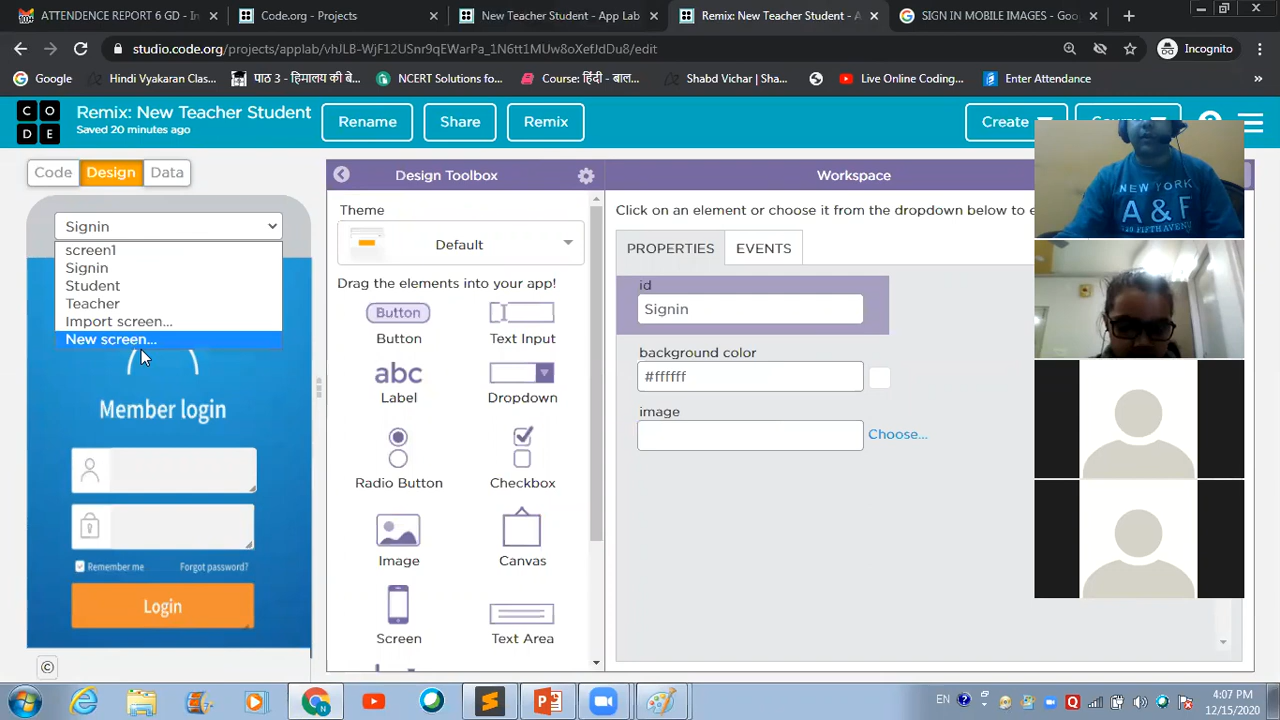 ATTENDENCE REPORT 6 GD - In
Code.org - Projects
New Teacher Student - App Lab
Remix: New Teacher Student - A
SIGN IN MOBILE IMAGES - Goo
studio.code.org/projects/applab/vhJLB-WjF12USnr9qEWarPa_1N6tt1MUw8oXefJdDu8/edit
Incognito
Google
Hindi Vyakaran Clas...
पाठ 3 - हिमालय की बे...
NCERT Solutions for...
Course: हिंदी - बाल...
Shabd Vichar | Sha...
Live Online Coding...
Enter Attendance
CO
DE
Remix: New Teacher Student
Saved 20 minutes ago
Rename
Share
Remix
Create
Code
Design
Data
Design Toolbox
Workspace
Signin
screen1
Signin
Student
Teacher
Import screen...
New screen...
Member login
Remember me
Forgot password?
Login
Theme
Default
Drag the elements into your app!
Button
Button
Text Input
abc
Label
Dropdown
Radio Button
Checkbox
Image
Canvas
Screen
Text Area
Click on an element or choose it from the dropdown below to e
PROPERTIES
EVENTS
id
Signin
background color
#ffffff
image
Choose...
NEW YORK
A & F
EN
4:07 PM
12/15/2020